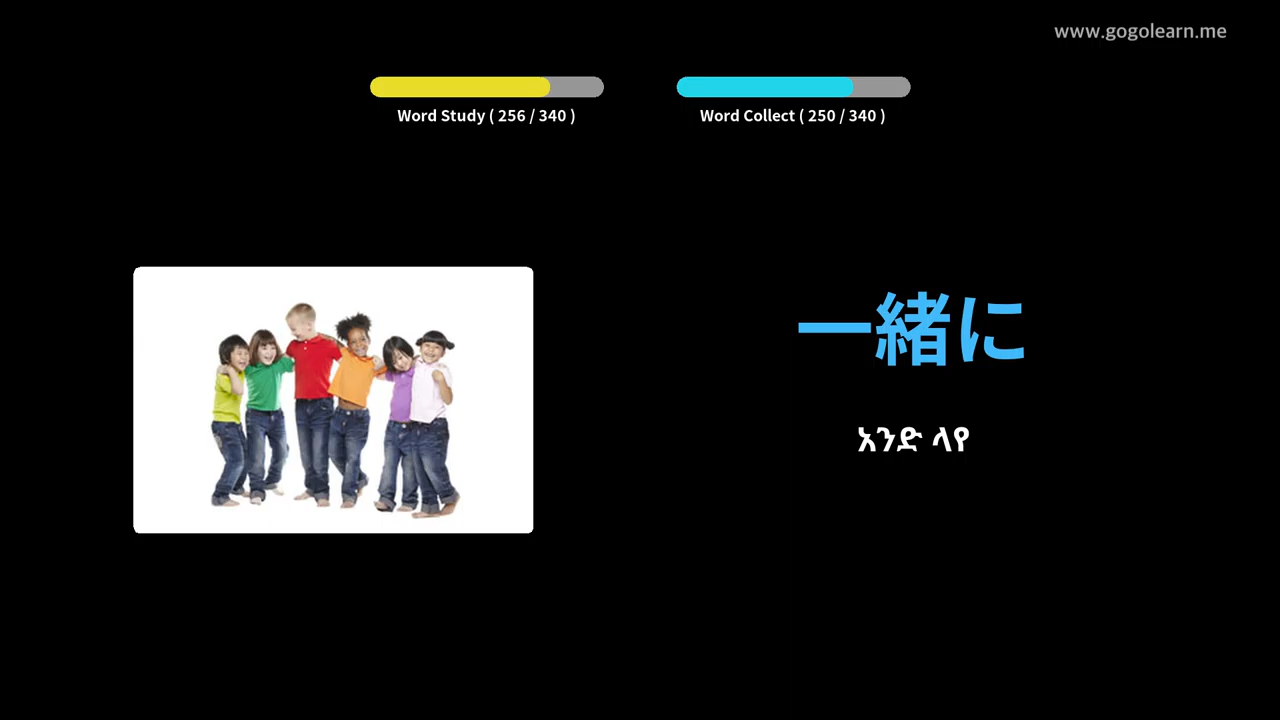 www.gogolearn.me
Word Study ( 256 / 340 )
Word Collect ( 250 / 340 )
一緒に
አንድ ላየ